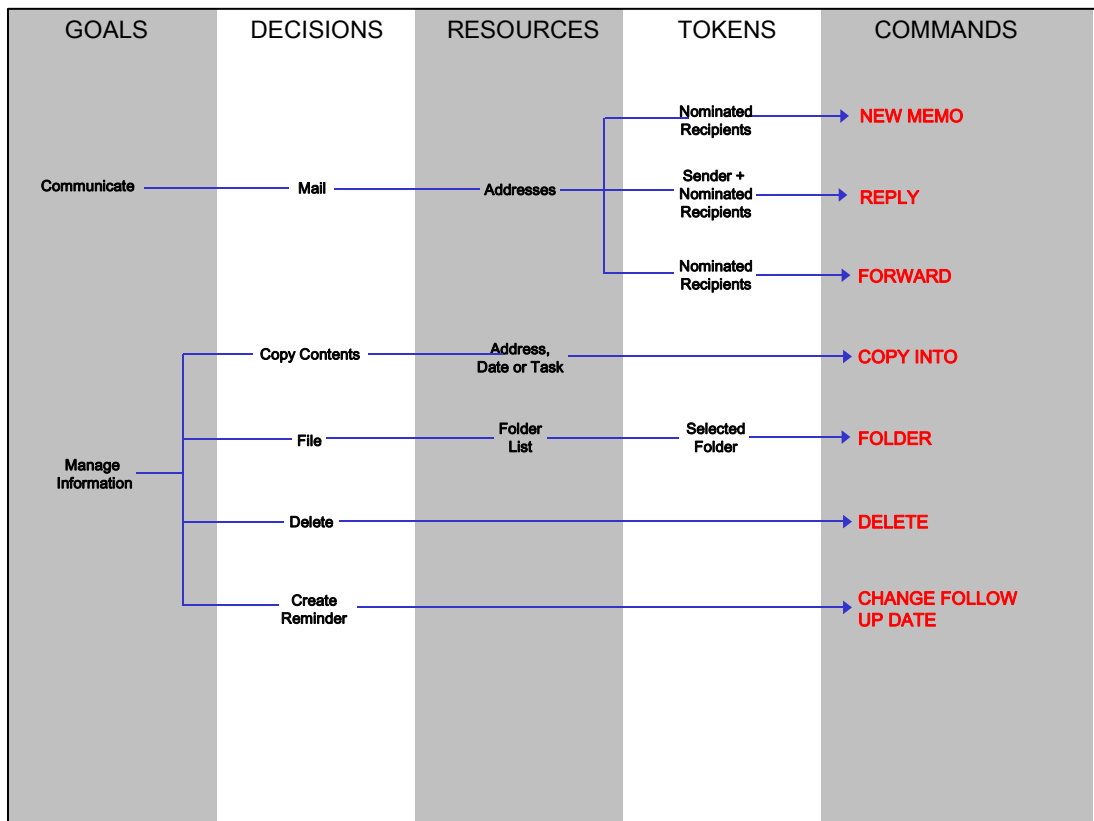 GOALS DECISIONS RESOURCES TOKENS COMMANDS
Nominated
Recipients
NEW MEMO
Communicate
Mail
Addresses
Sender +
Nominated
Recipients
REPLY
Nominated
Recipients
FORWARD
Copy Contents
Address,
Date or Task
COPY INTO
Manage
Information
File
Folder
List
Selected
Folder
FOLDER
Delete
DELETE
Create
Reminder
CHANGE FOLLOW
UP DATE